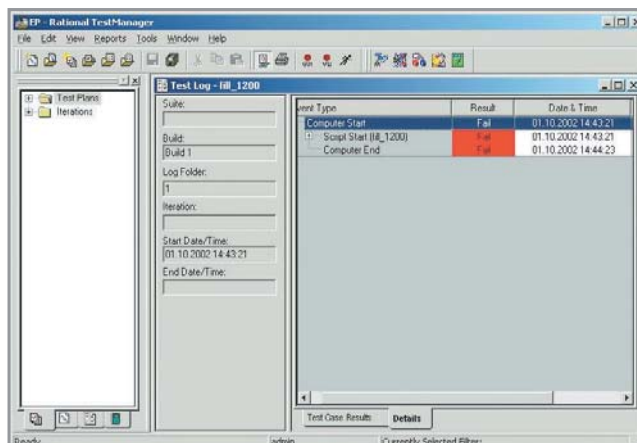 EP - Rational TestManager
File Edit View Reports Tools Window Help
Test Plans
Iterations
Test Log - fill_1200
Suite:
Build:
Build 1
Log Folder:
1
Iteration:
Start Date/Time:
01.10.2002 14:43:21
End Date/Time:
vent Type Result Date & Time
Computer Start Fail 01.10.2002 14:43:21
Script Start (fill_1200) Fail 01.10.2002 14:43:21
Computer End Fail 01.10.2002 14:44:23
Test Case Results Details
Ready admin Currently Selected Filter: